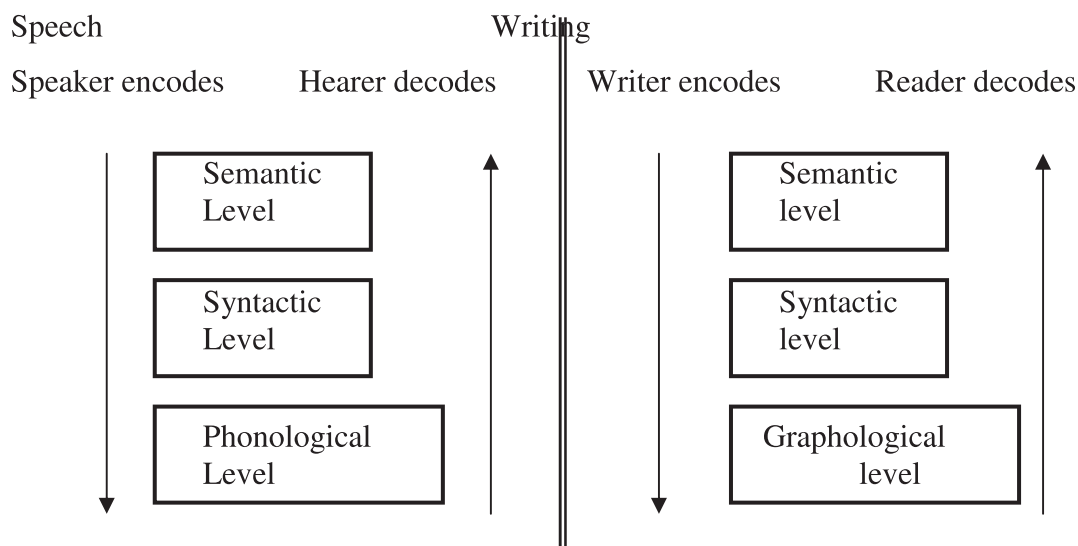 Speech Writing
Speaker encodes Hearer decodes Writer encodes Reader decodes
Semantic
Level
Syntactic
Level
Phonological
Level
Semantic
level
Syntactic
level
Graphological
level